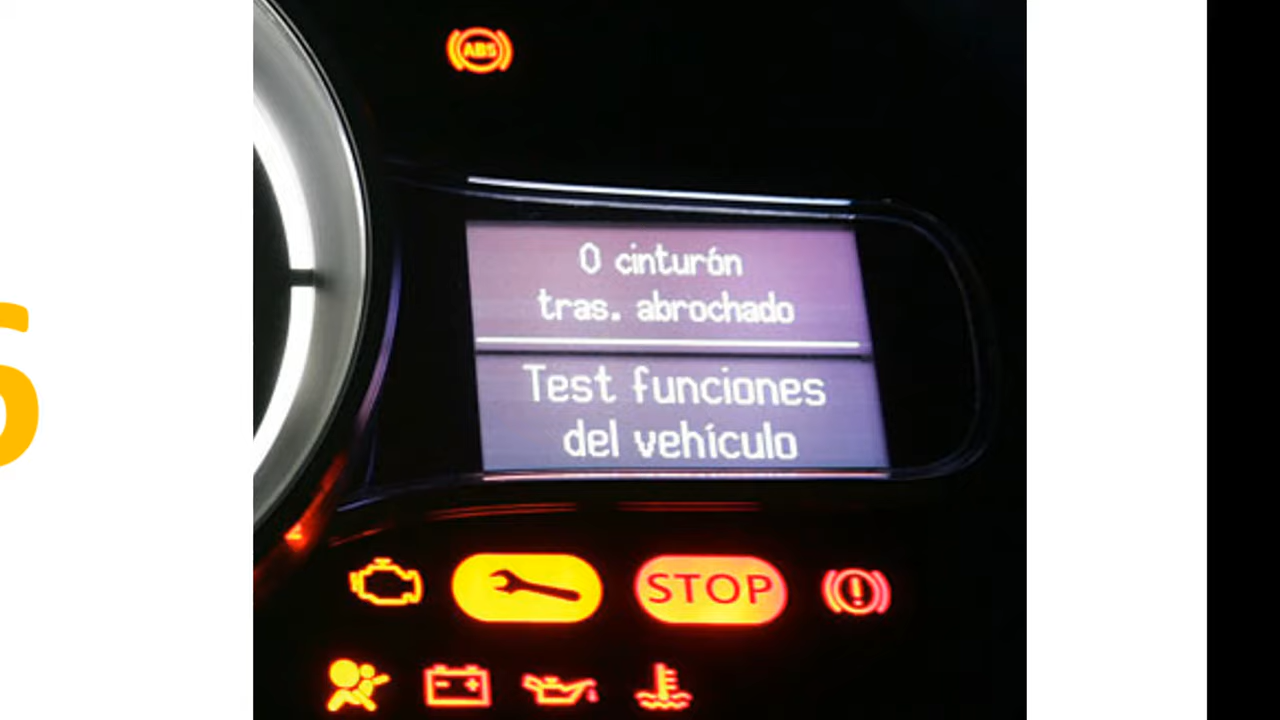 ABS
0 cinturón
tras. abrochado
Test funciones
del vehículo
STOP